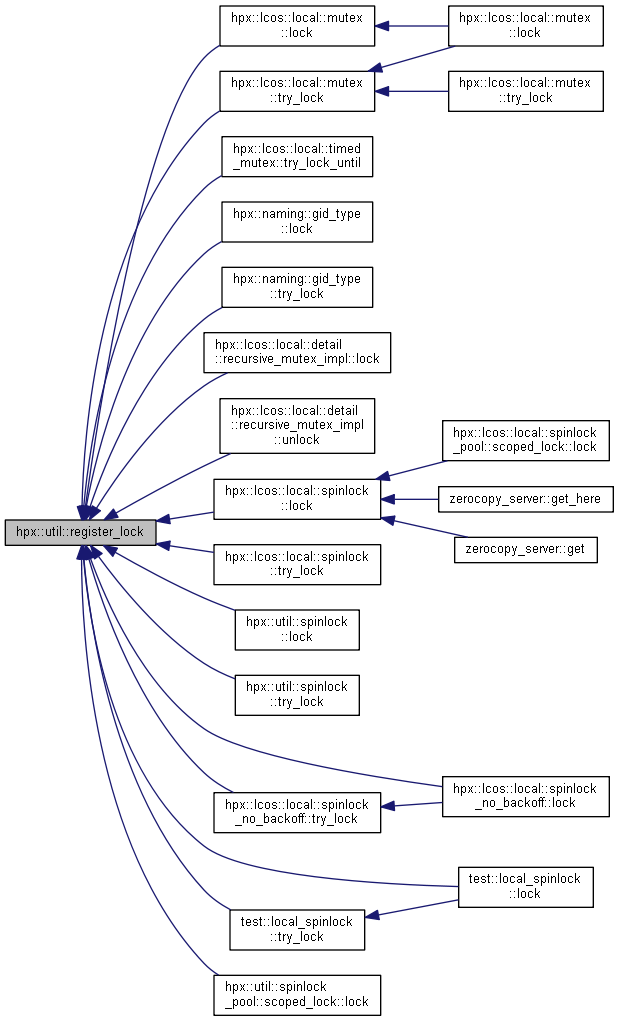 hpx::lcos::local::mutex
::lock
hpx::lcos::local::mutex
::lock
hpx::lcos::local::mutex
::try_lock
hpx::lcos::local::mutex
::try_lock
hpx::lcos::local::timed
_mutex::try_lock_until
hpx::naming::gid_type
::lock
hpx::naming::gid_type
::try_lock
hpx::lcos::local::detail
::recursive_mutex_impl::lock
hpx::lcos::local::detail
::recursive_mutex_impl
::unlock
hpx::lcos::local::spinlock
_pool::scoped_lock::lock
hpx::lcos::local::spinlock
::lock
zerocopy_server::get_here
hpx::util::register_lock
zerocopy_server::get
hpx::lcos::local::spinlock
::try_lock
hpx::util::spinlock
::lock
hpx::util::spinlock
::try_lock
hpx::lcos::local::spinlock
_no_backoff::lock
hpx::lcos::local::spinlock
_no_backoff::try_lock
test::local_spinlock
::lock
test::local_spinlock
::try_lock
hpx::util::spinlock
_pool::scoped_lock::lock